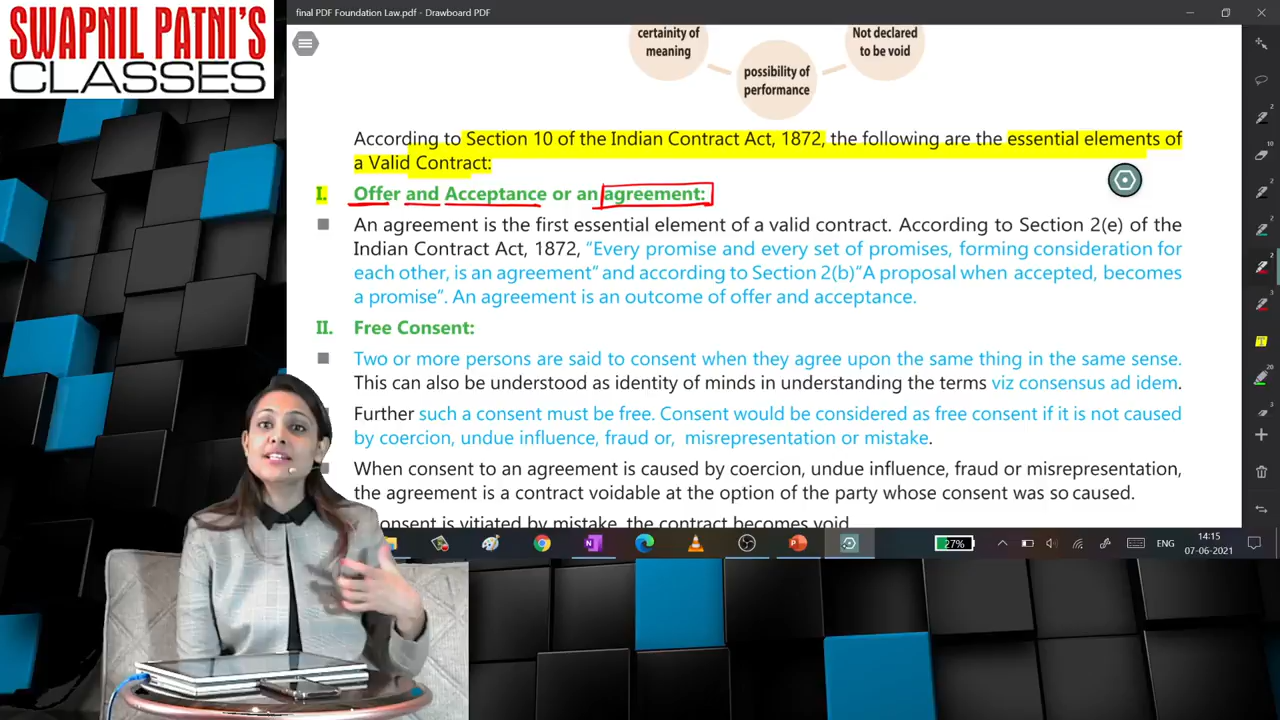 final PDF Foundation Law.pdf - Drawboard PDF
SWAPNIL PATNI'S
CLASSES
certainity of
meaning
Not declared
to be void
possibility of
performance
According to Section 10 of the Indian Contract Act, 1872, the following are the essential elements of
a Valid Contract:
I. Offer and Acceptance or an agreement:
■ An agreement is the first essential element of a valid contract. According to Section 2(e) of the
Indian Contract Act, 1872, "Every promise and every set of promises, forming consideration for
each other, is an agreement" and according to Section 2(b)"A proposal when accepted, becomes
a promise". An agreement is an outcome of offer and acceptance.
II. Free Consent:
■ Two or more persons are said to consent when they agree upon the same thing in the same sense.
This can also be understood as identity of minds in understanding the terms viz consensus ad idem.
Further such a consent must be free. Consent would be considered as free consent if it is not caused
by coercion, undue influence, fraud or, misrepresentation or mistake.
When consent to an agreement is caused by coercion, undue influence, fraud or misrepresentation,
the agreement is a contract voidable at the option of the party whose consent was so caused.
consent is vitiated by mistake, the contract becomes void
27%
ENG
14:15
07-06-2021